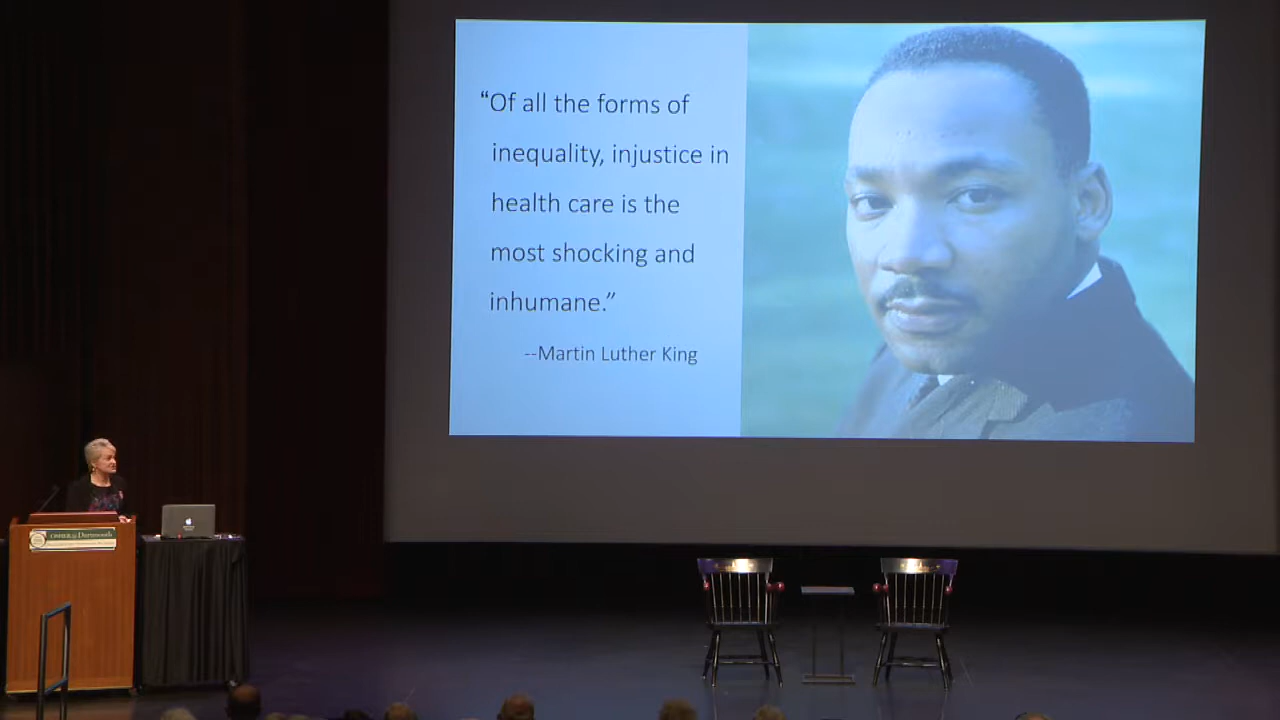 “Of all the forms of
inequality, injustice in
health care is the
most shocking and
inhumane.”
--Martin Luther King
OSHER@Dartmouth